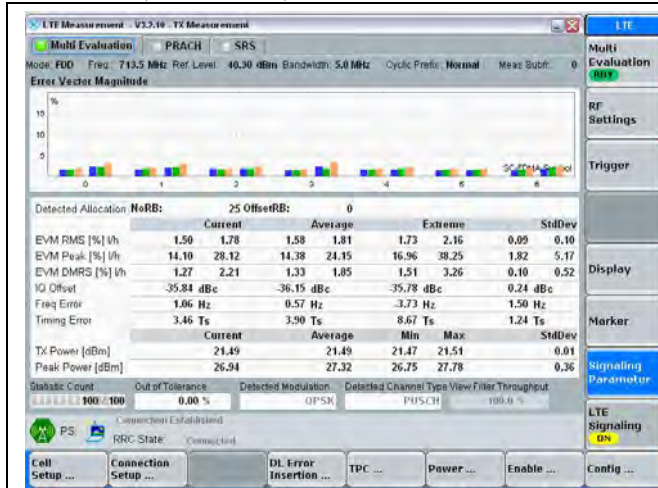 LTE Measurement - V3.2.10 - TX Measurement
LTE
Multi Evaluation PRACH SRS
Multi Evaluation
RDY
Mode: FDD Freq.: 713.5 MHz Ref. Level: 40.30 dBm Bandwidth: 5.0 MHz Cyclic Prefix: Normal Meas Subfr.: 0
Error Vector Magnitude
%
15
10
5
SC-FDMA Symbol
0 1 2 3 4 6 6
RF Settings
Trigger
Display
Marker
Signaling Parameter
LTE Signaling
ON
Detected Allocation NoRB: 25 OffsetRB: 0
Current Average Extreme StdDev
EVM RMS [%] l/h 1.50 1.78 1.58 1.81 1.73 2.16 0.09 0.10
EVM Peak [%] l/h 14.10 28.12 14.38 24.15 16.96 38.25 1.82 5.17
EVM DMRS [%] l/h 1.27 2.21 1.33 1.85 1.51 3.26 0.10 0.52
IQ Offset -35.84 dBc -36.15 dBc -35.78 dBc 0.24 dBc
Freq Error 1.06 Hz 0.57 Hz -3.73 Hz 1.50 Hz
Timing Error 3.46 Ts 3.90 Ts 8.67 Ts 1.24 Ts
Current Average Min Max StdDev
TX Power [dBm] 21.49 21.49 21.47 21.51 0.01
Peak Power [dBm] 26.94 27.32 26.75 27.78 0.36
Statistic Count Out of Tolerance Detected Modulation Detected Channel Type View Filter Throughput
100 / 100 0.00 % QPSK PUSCH 100.0 %
PS Connection Established
RRC State: Connected
Cell Setup ... Connection Setup ... DL Error Insertion ... TPC ... Power ... Enable ... Config ...